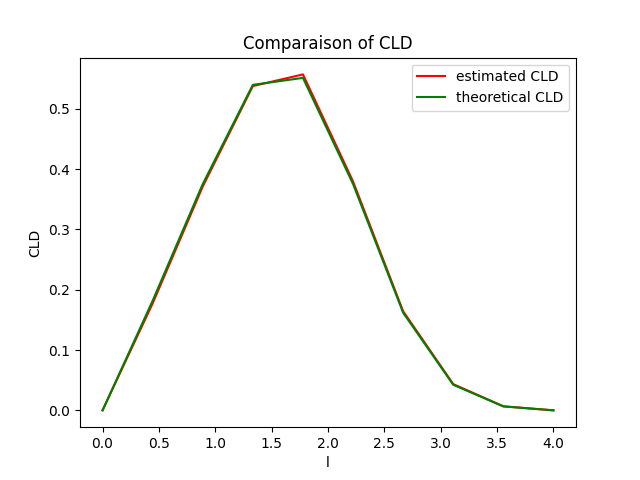 Comparaison of CLD
estimated CLD
theoretical CLD
CLD
0.5
0.4
0.3
0.2
0.1
0.0
0.0 0.5 1.0 1.5 2.0 2.5 3.0 3.5 4.0
l